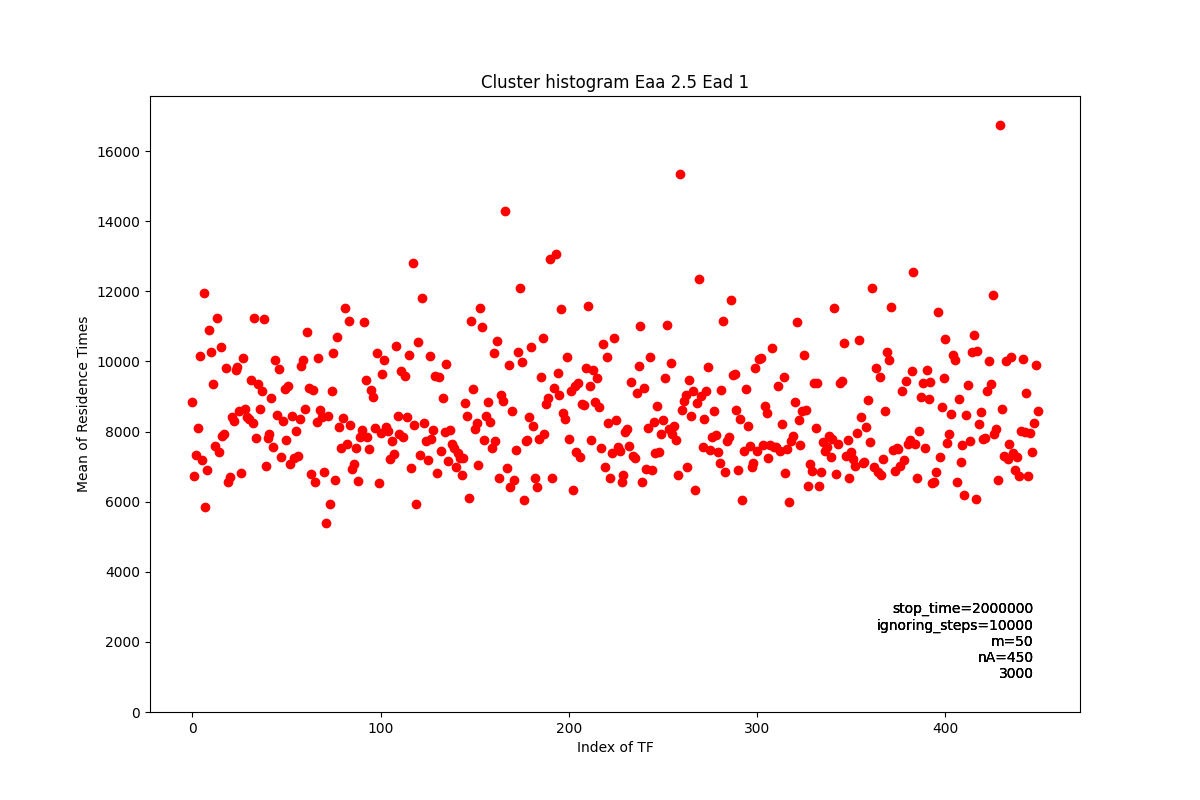 Cluster histogram Eaa 2.5 Ead 1
16000
14000
12000
10000
8000
6000
4000
2000
0
Mean of Residence Times
stop_time=2000000
ignoring_steps=10000
m=50
nA=450
3000
0 100 200 300 400
Index of TF